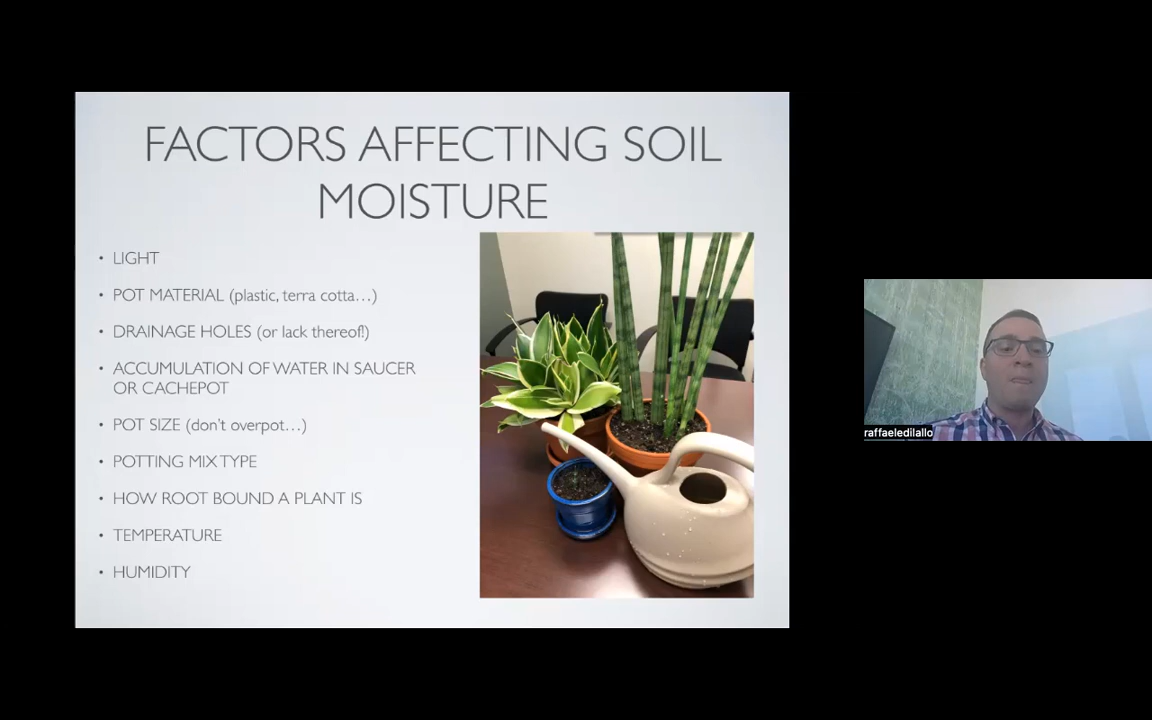 FACTORS AFFECTING SOIL
MOISTURE
• LIGHT
• POT MATERIAL (plastic, terra cotta…)
• DRAINAGE HOLES (or lack thereof!)
• ACCUMULATION OF WATER IN SAUCER
OR CACHEPOT
• POT SIZE (don't overpot…)
• POTTING MIX TYPE
• HOW ROOT BOUND A PLANT IS
• TEMPERATURE
• HUMIDITY
raffaeledilallo